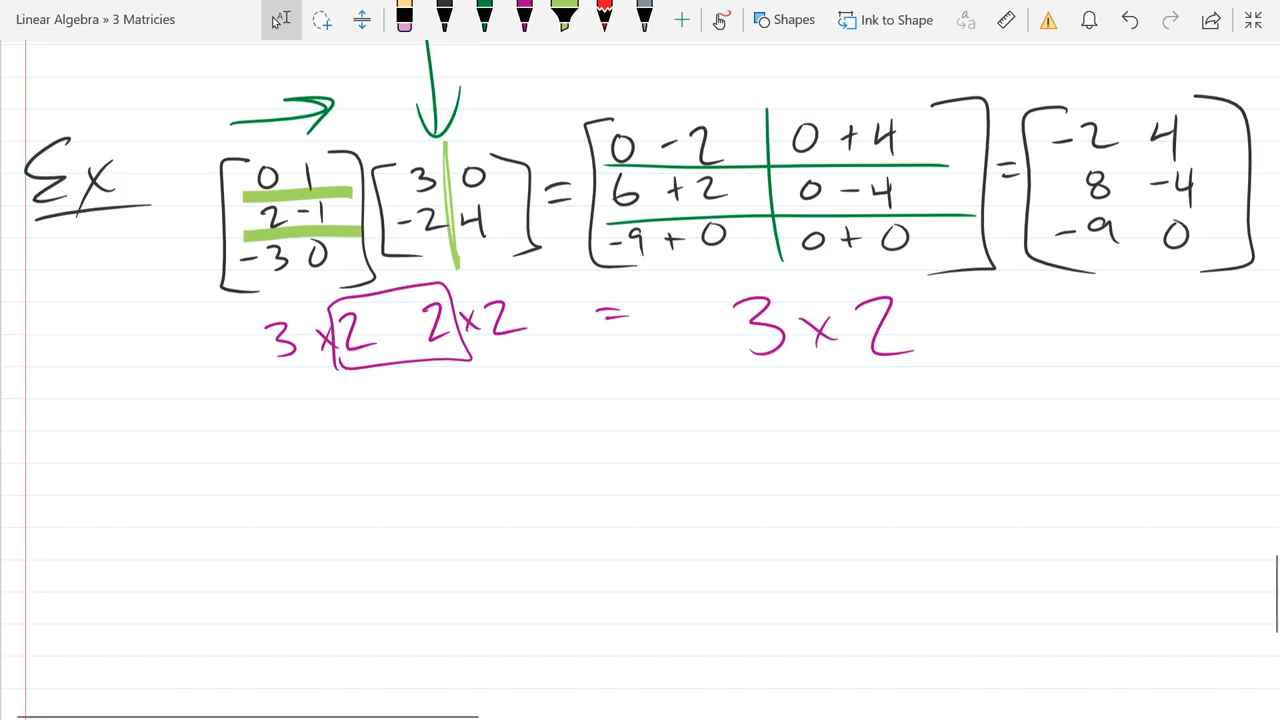 Linear Algebra » 3 Matricies
Shapes
Ink to Shape
Ex
[0 1] [3 0] = [0 - 2 | 0 + 4] = [-2 4]
[2 -1] [-2 4] [6 + 2 | 0 - 4] [8 -4]
[-3 0] [-9 + 0 | 0 + 0] [-9 0]
3 x 2 2 x 2 = 3 x 2